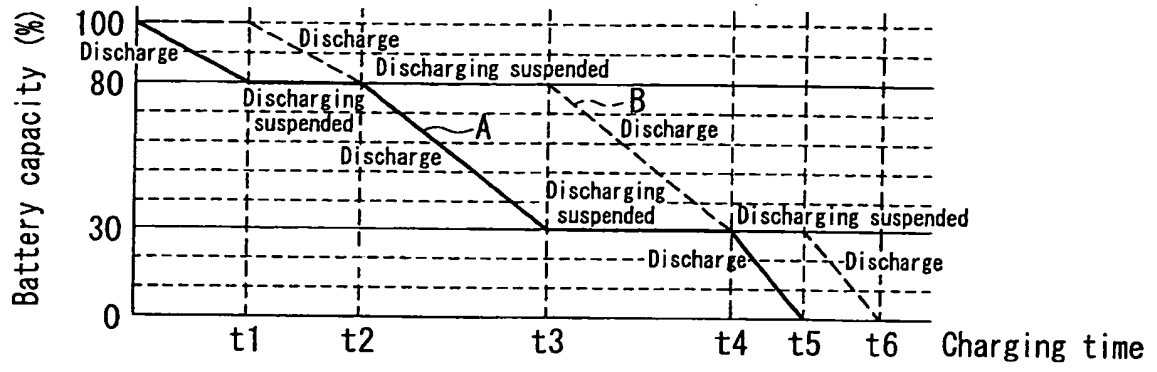 Battery capacity (%)
100
80
30
0
Discharge
Discharge
Discharging suspended
Discharging
suspended
A
B
Discharge
Discharge
Discharging
suspended
Discharging suspended
Discharge
Discharge
t1 t2 t3 t4 t5 t6 Charging time